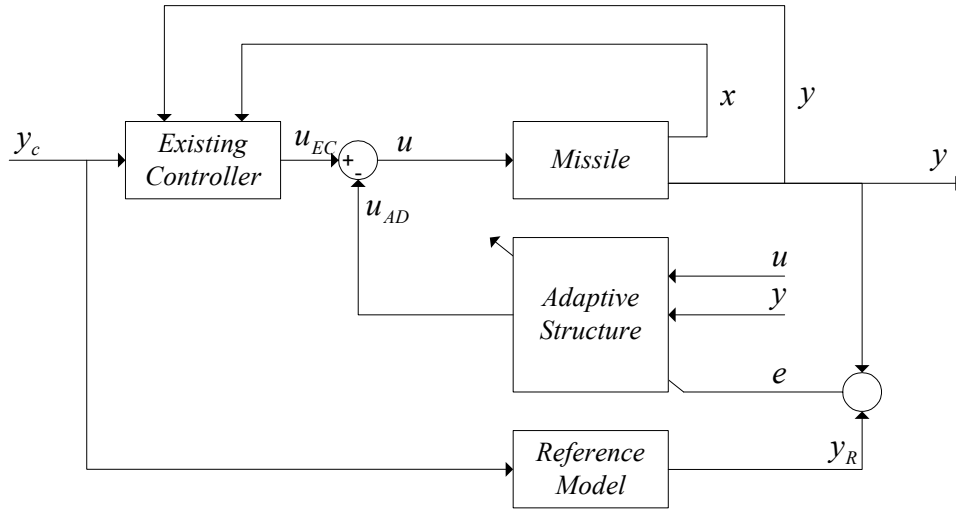 x
y
y_c
Existing
Controller
u_EC
+
-
u
Missile
y
u_AD
Adaptive
Structure
u
y
e
Reference
Model
y_R